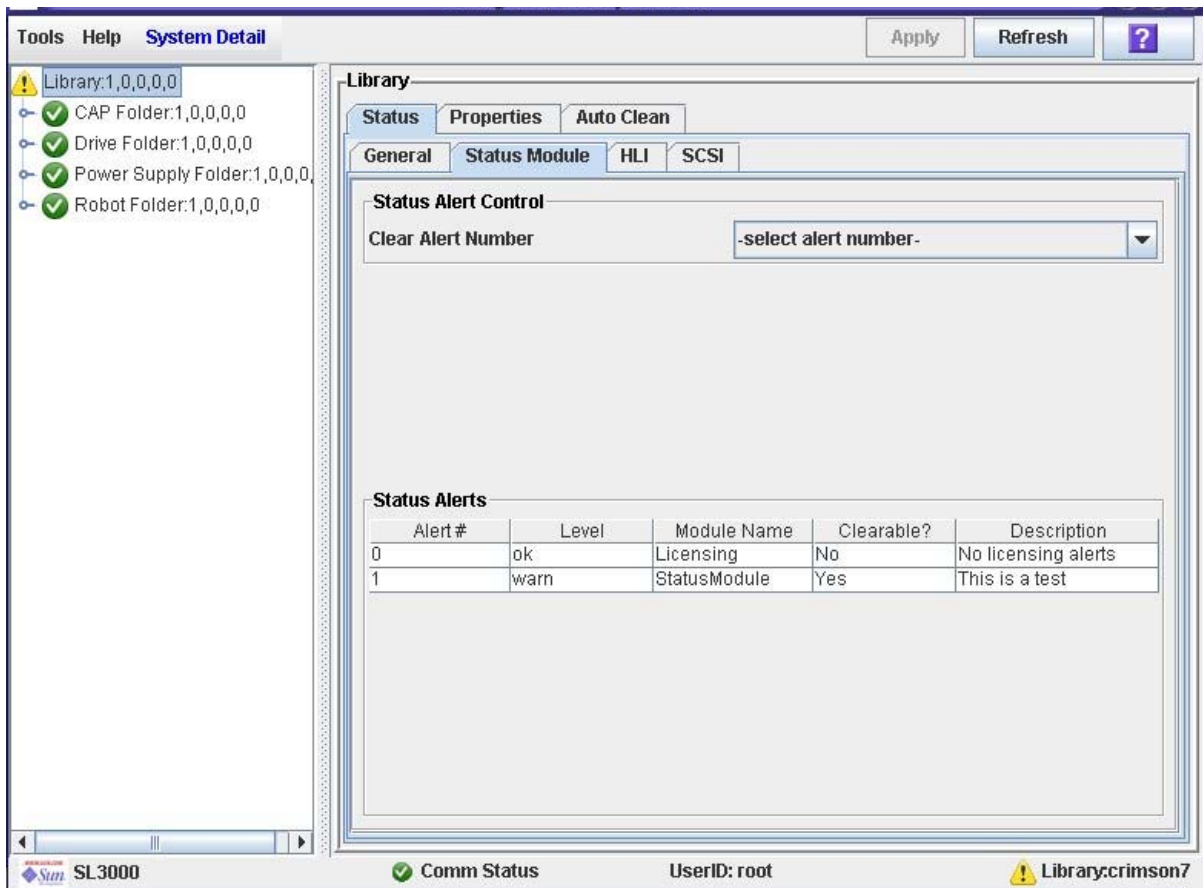 Tools Help System Detail
Apply Refresh ?
Library:1,0,0,0,0
CAP Folder:1,0,0,0,0
Drive Folder:1,0,0,0,0
Power Supply Folder:1,0,0,0,
Robot Folder:1,0,0,0,0
Library
Status Properties Auto Clean
General Status Module HLI SCSI
Status Alert Control
Clear Alert Number -select alert number-
Status Alerts
Alert # Level Module Name Clearable? Description
0 ok Licensing No No licensing alerts
1 warn StatusModule Yes This is a test
Sun SL3000 Comm Status UserID: root Library:crimson7